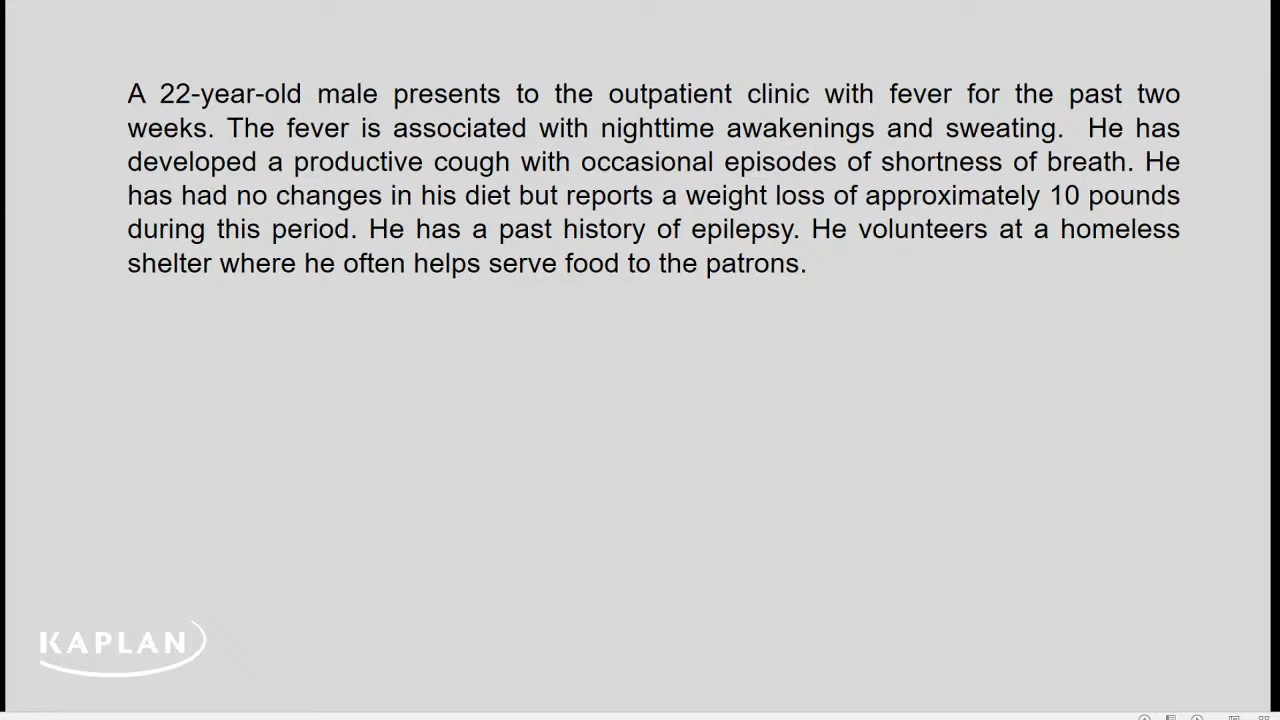 A 22-year-old male presents to the outpatient clinic with fever for the past two
weeks. The fever is associated with nighttime awakenings and sweating. He has
developed a productive cough with occasional episodes of shortness of breath. He
has had no changes in his diet but reports a weight loss of approximately 10 pounds
during this period. He has a past history of epilepsy. He volunteers at a homeless
shelter where he often helps serve food to the patrons.
KAPLAN